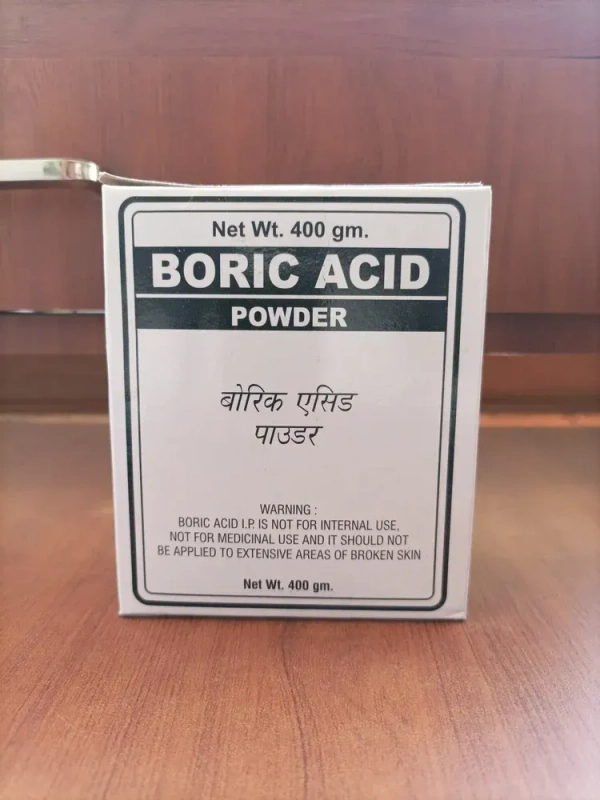 Net Wt. 400 gm.
BORIC ACID
POWDER
बोरिक एसिड
पाउडर
WARNING :
BORIC ACID I.P. IS NOT FOR INTERNAL USE,
NOT FOR MEDICINAL USE AND IT SHOULD NOT
BE APPLIED TO EXTENSIVE AREAS OF BROKEN SKIN
Net Wt. 400 gm.